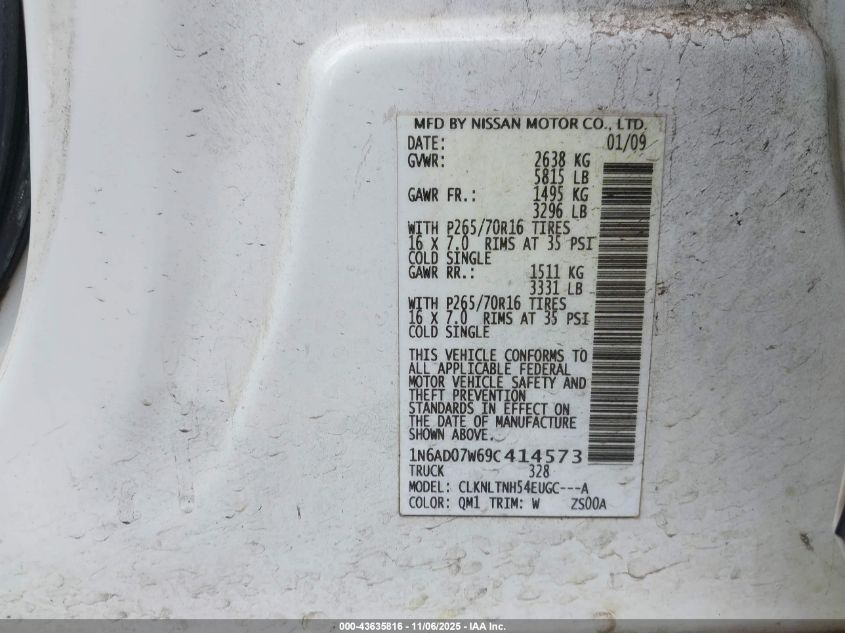 MFD BY NISSAN MOTOR CO., LTD.
DATE: 01/09
GVWR: 2638 KG
5815 LB
GAWR FR.: 1495 KG
3296 LB
WITH P265/70R16 TIRES
16 X 7.0 RIMS AT 35 PSI
COLD SINGLE
GAWR RR.: 1511 KG
3331 LB
WITH P265/70R16 TIRES
16 X 7.0 RIMS AT 35 PSI
COLD SINGLE
THIS VEHICLE CONFORMS TO
ALL APPLICABLE FEDERAL
MOTOR VEHICLE SAFETY AND
THEFT PREVENTION
STANDARDS IN EFFECT ON
THE DATE OF MANUFACTURE
SHOWN ABOVE.
1N6AD07W69C414573
TRUCK 328
MODEL: CLKNLTNH54EUGC---A
COLOR: QM1 TRIM: W ZS00A
000-43635816 - 11/06/2025 - IAA Inc.